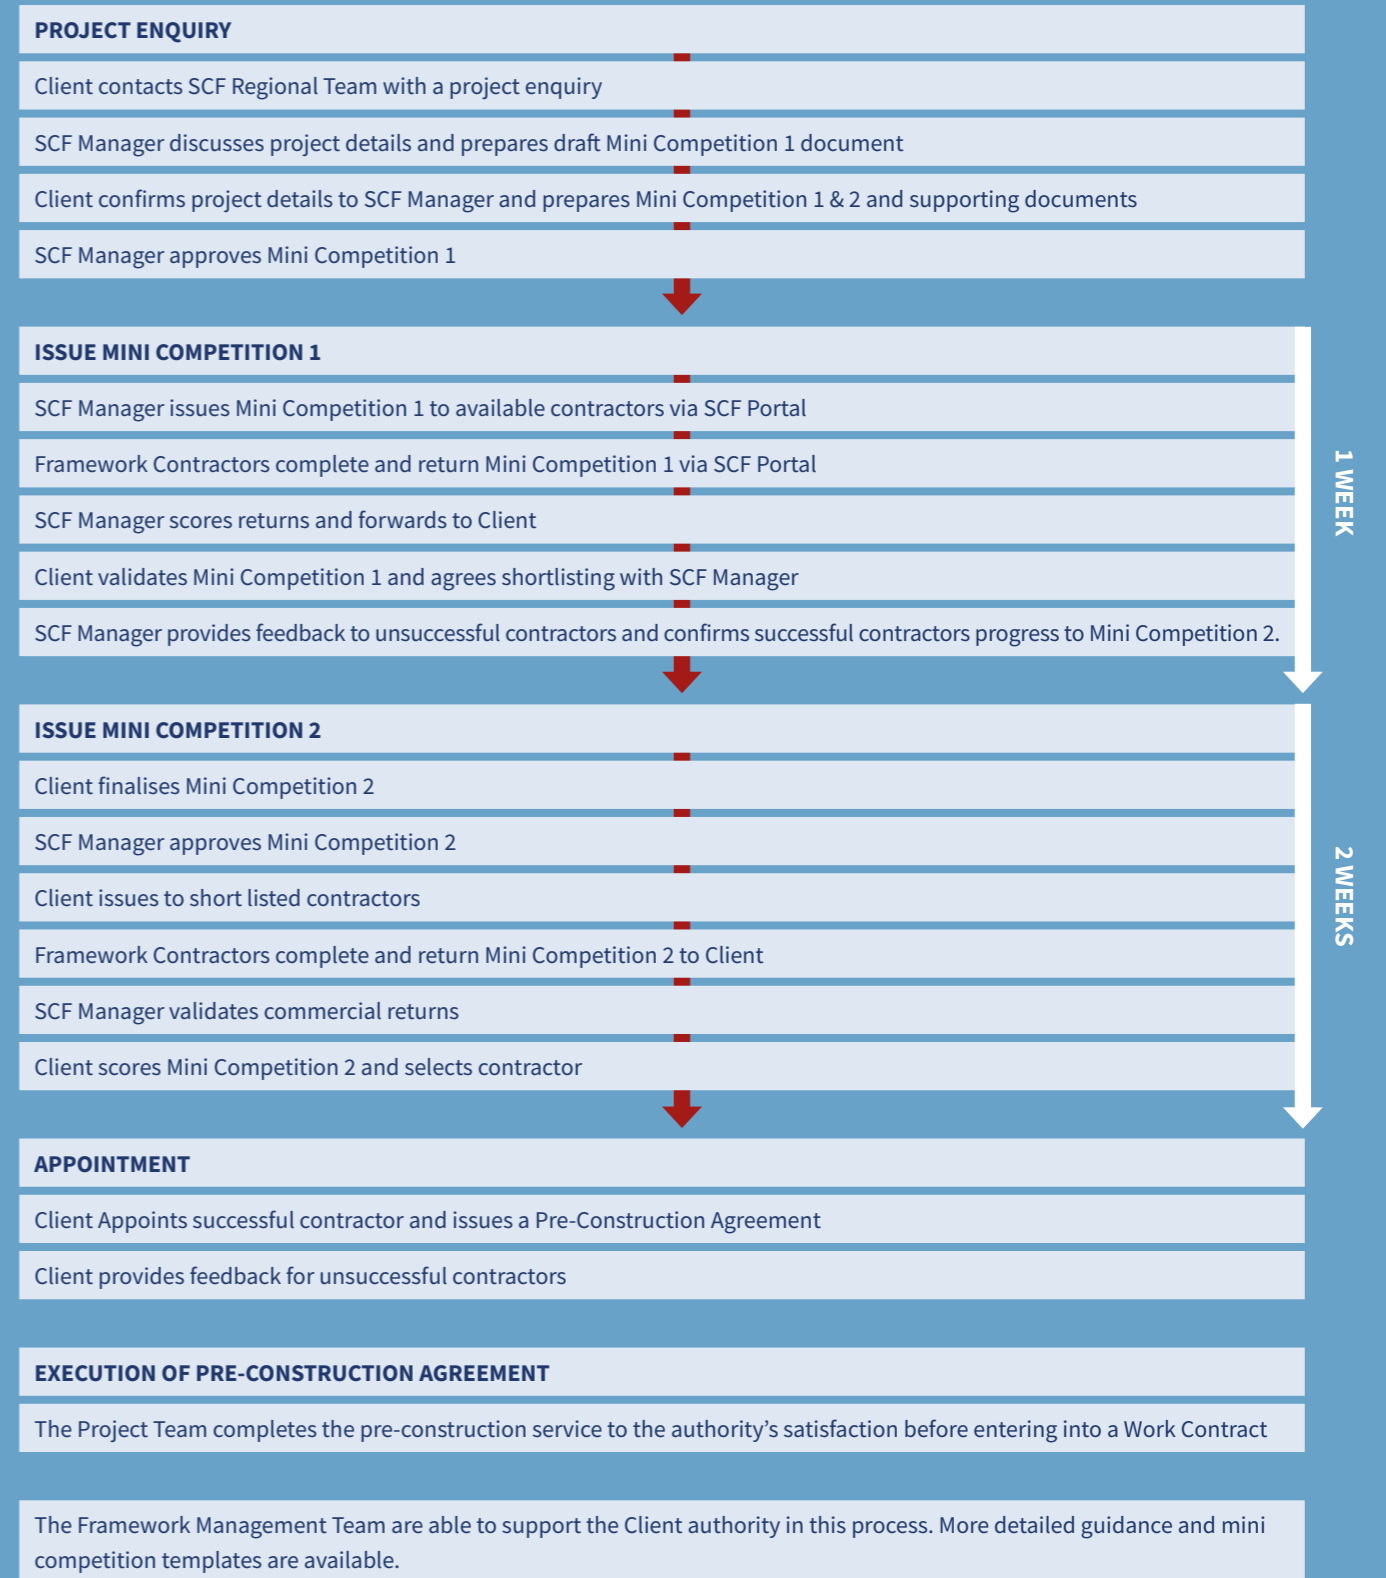 PROJECT ENQUIRY
Client contacts SCF Regional Team with a project enquiry
SCF Manager discusses project details and prepares draft Mini Competition 1 document
Client confirms project details to SCF Manager and prepares Mini Competition 1 & 2 and supporting documents
SCF Manager approves Mini Competition 1
ISSUE MINI COMPETITION 1
SCF Manager issues Mini Competition 1 to available contractors via SCF Portal
Framework Contractors complete and return Mini Competition 1 via SCF Portal
SCF Manager scores returns and forwards to Client
Client validates Mini Competition 1 and agrees shortlisting with SCF Manager
SCF Manager provides feedback to unsuccessful contractors and confirms successful contractors progress to Mini Competition 2.
1 WEEK
ISSUE MINI COMPETITION 2
Client finalises Mini Competition 2
SCF Manager approves Mini Competition 2
Client issues to short listed contractors
Framework Contractors complete and return Mini Competition 2 to Client
SCF Manager validates commercial returns
Client scores Mini Competition 2 and selects contractor
2 WEEKS
APPOINTMENT
Client Appoints successful contractor and issues a Pre-Construction Agreement
Client provides feedback for unsuccessful contractors
EXECUTION OF PRE-CONSTRUCTION AGREEMENT
The Project Team completes the pre-construction service to the authority’s satisfaction before entering into a Work Contract
The Framework Management Team are able to support the Client authority in this process. More detailed guidance and mini
competition templates are available.